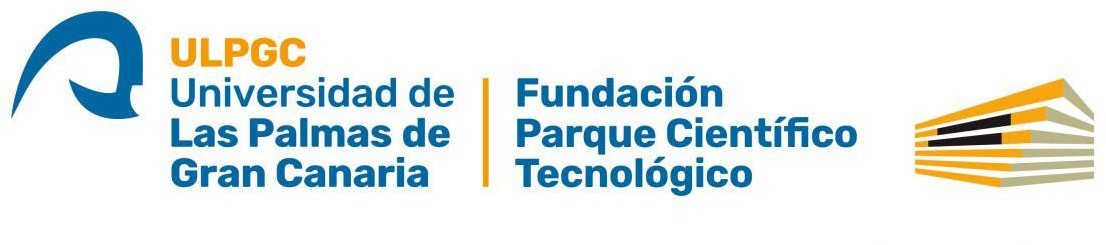 ULPGC
Universidad de
Las Palmas de
Gran Canaria
Fundación
Parque Científico
Tecnológico